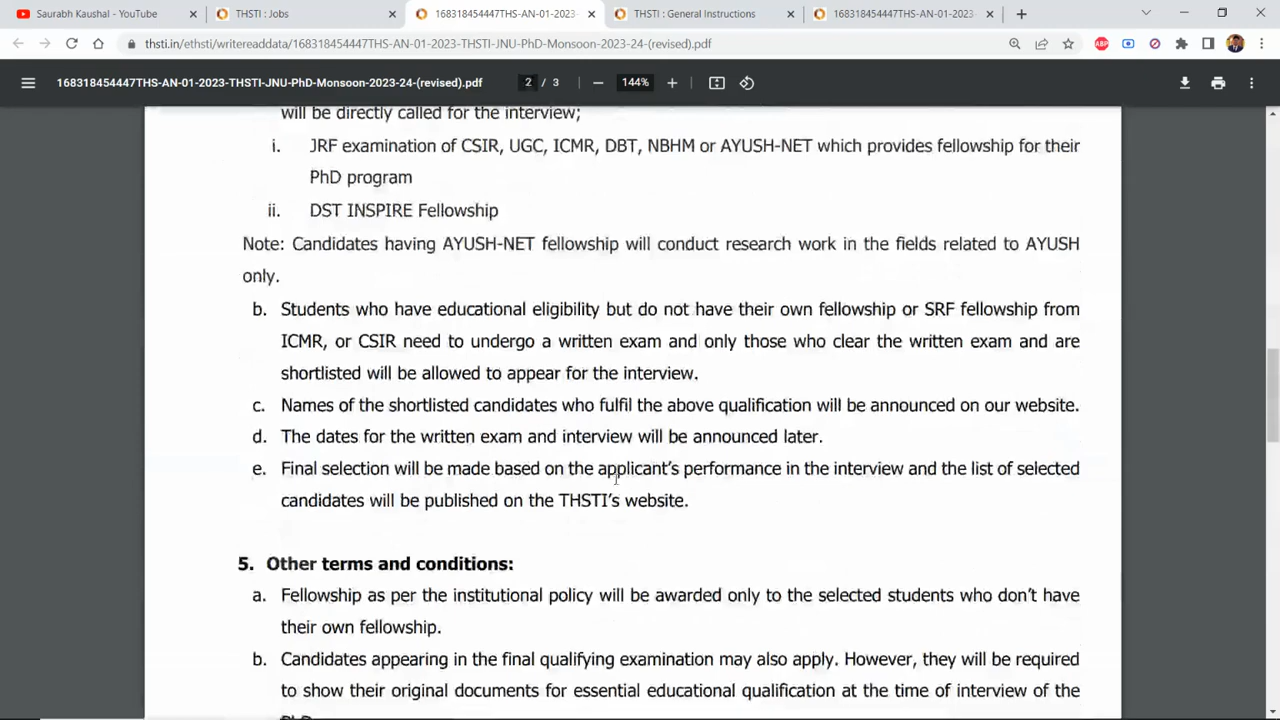 Saurabh Kaushal - YouTube
THSTI : Jobs
168318454447THS-AN-01-2023-
THSTI : General Instructions
168318454447THS-AN-01-2023-
thsti.in/ethsti/writereaddata/168318454447THS-AN-01-2023-THSTI-JNU-PhD-Monsoon-2023-24-(revised).pdf
ABP
168318454447THS-AN-01-2023-THSTI-JNU-PhD-Monsoon-2023-24-(revised).pdf
2 / 3
144%
will be directly called for the interview;
i. JRF examination of CSIR, UGC, ICMR, DBT, NBHM or AYUSH-NET which provides fellowship for their
PhD program
ii. DST INSPIRE Fellowship
Note: Candidates having AYUSH-NET fellowship will conduct research work in the fields related to AYUSH
only.
b. Students who have educational eligibility but do not have their own fellowship or SRF fellowship from
ICMR, or CSIR need to undergo a written exam and only those who clear the written exam and are
shortlisted will be allowed to appear for the interview.
c. Names of the shortlisted candidates who fulfil the above qualification will be announced on our website.
d. The dates for the written exam and interview will be announced later.
e. Final selection will be made based on the applicant’s performance in the interview and the list of selected
candidates will be published on the THSTI’s website.
5. Other terms and conditions:
a. Fellowship as per the institutional policy will be awarded only to the selected students who don’t have
their own fellowship.
b. Candidates appearing in the final qualifying examination may also apply. However, they will be required
to show their original documents for essential educational qualification at the time of interview of the
PhD